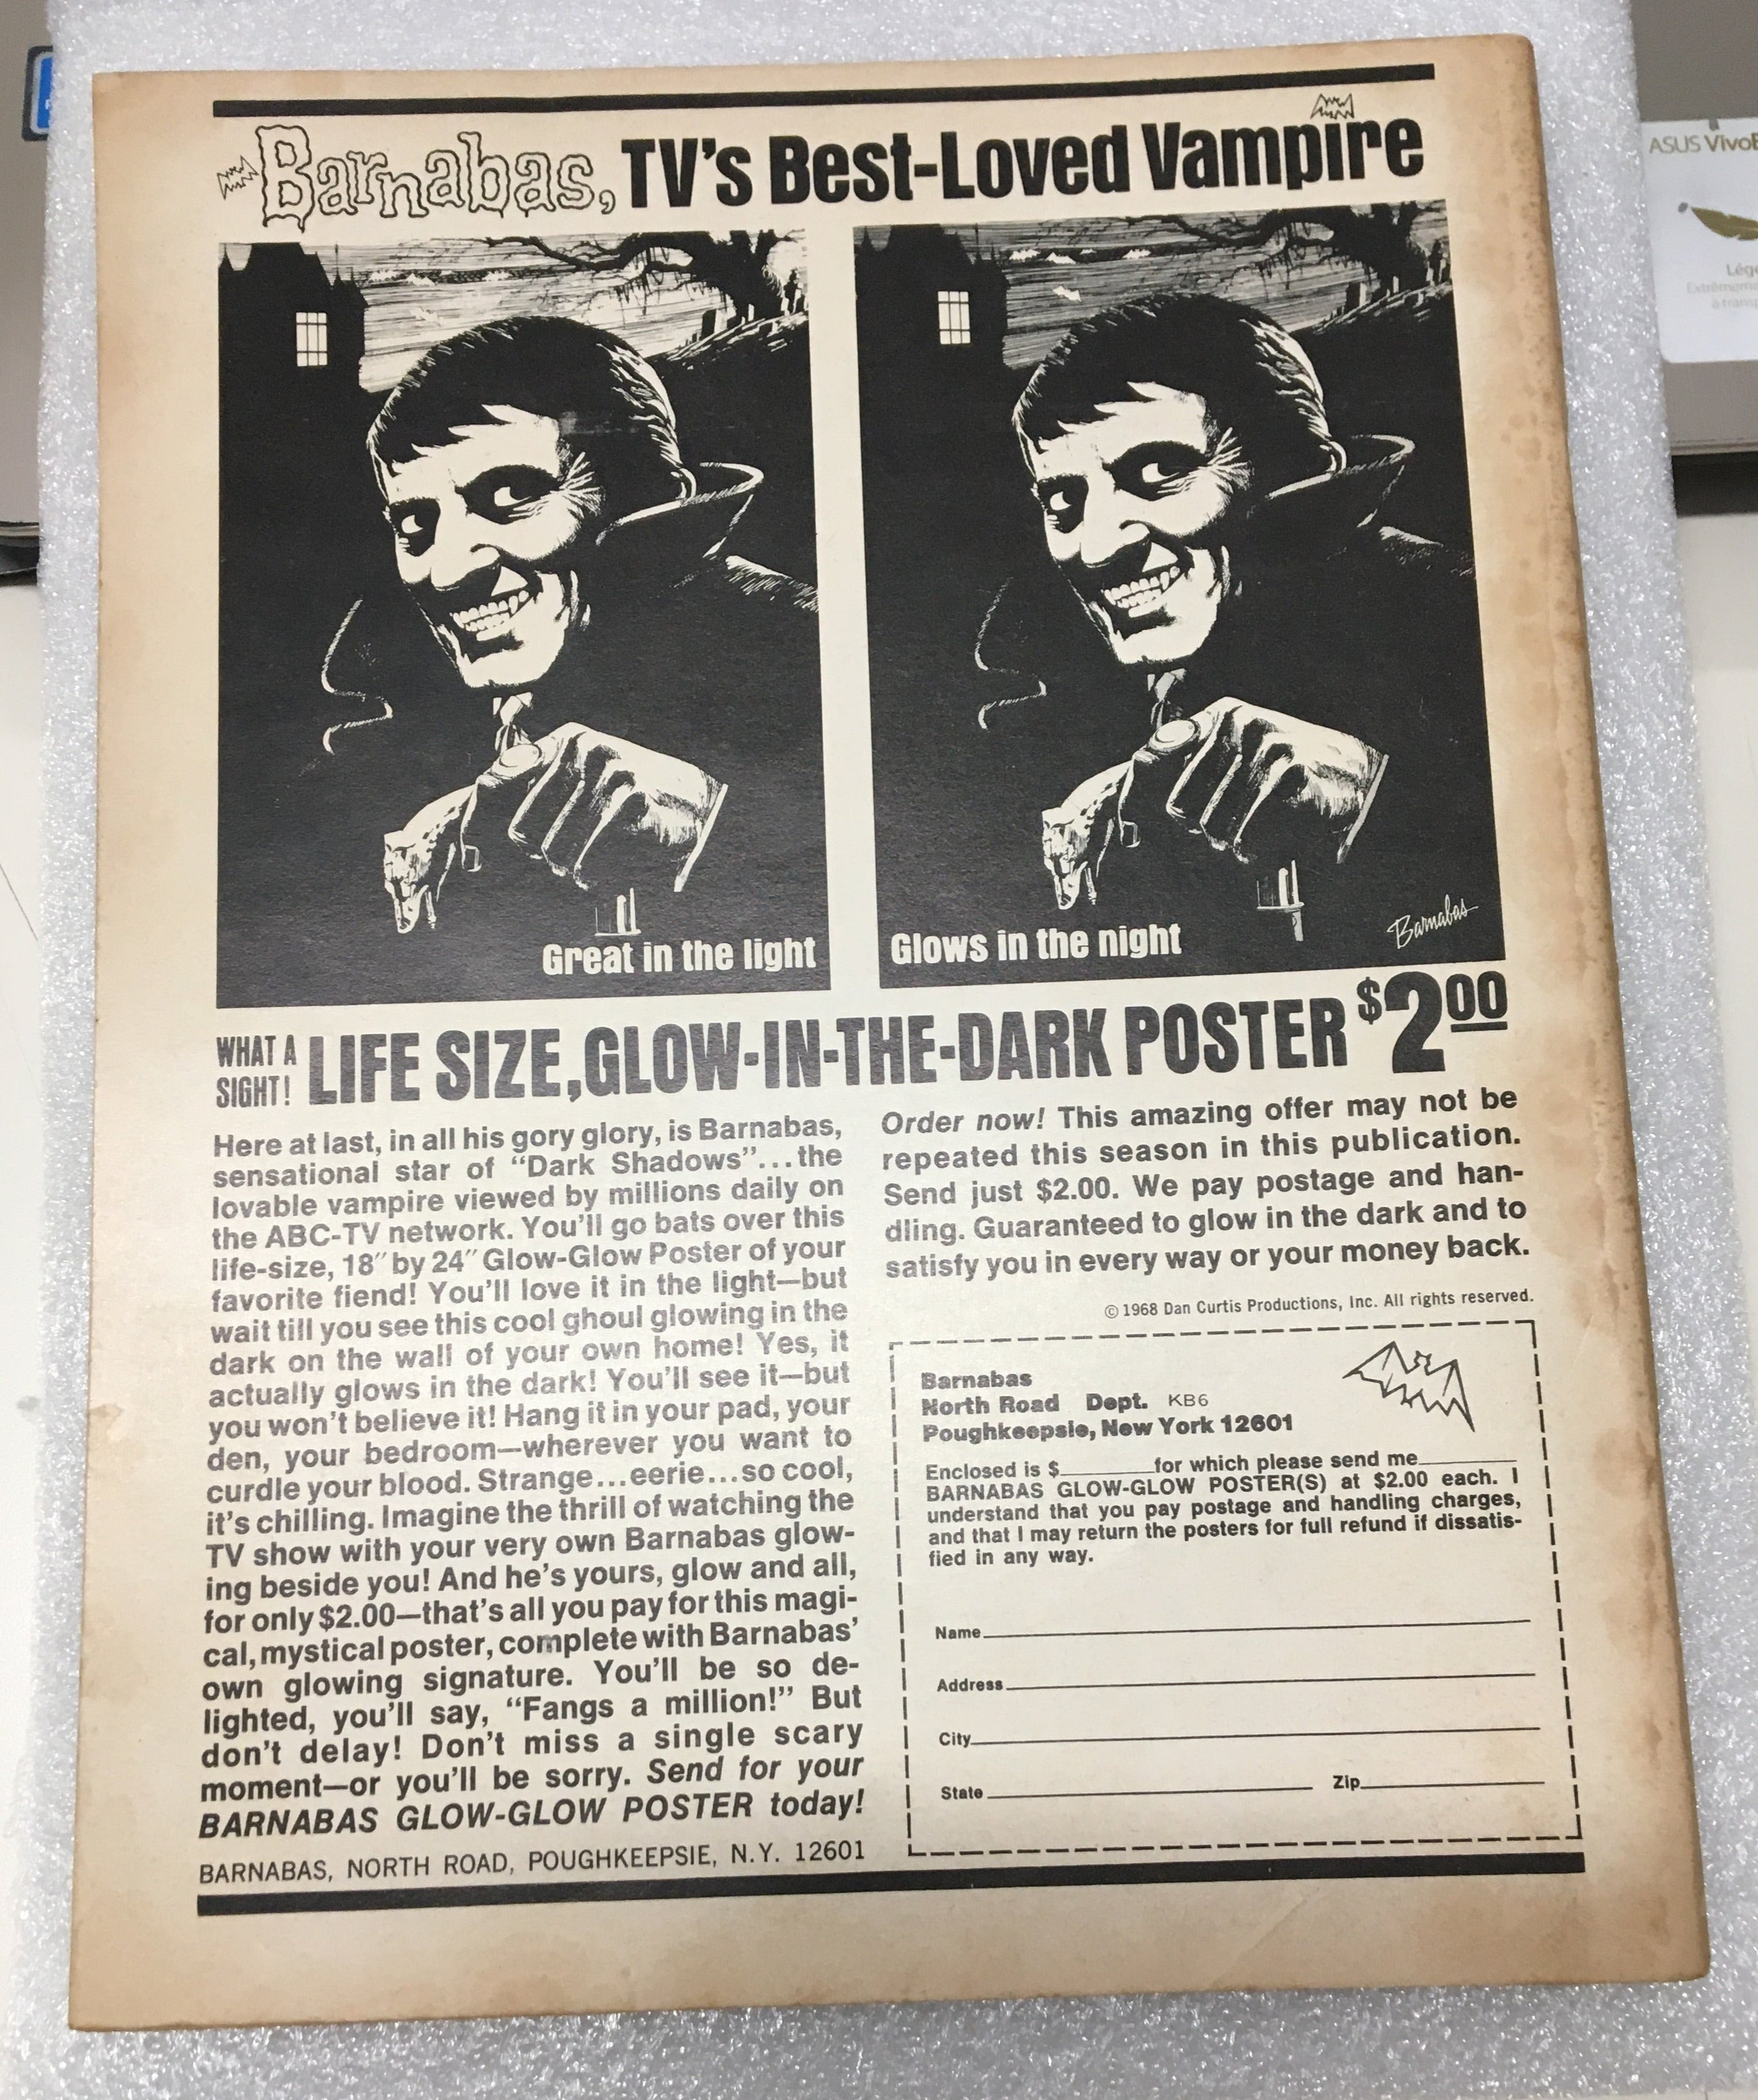 Barnabas, TV's Best-Loved Vampire
Great in the light
Glows in the night
Barnabas
WHAT A
SIGHT!
LIFE SIZE, GLOW-IN-THE-DARK POSTER $2.00
Here at last, in all his gory glory, is Barnabas,
sensational star of “Dark Shadows”...the
lovable vampire viewed by millions daily on
the ABC-TV network. You'll go bats over this
life-size, 18″ by 24″ Glow-Glow Poster of your
favorite fiend! You'll love it in the light—but
wait till you see this cool ghoul glowing in the
dark on the wall of your own home! Yes, it
actually glows in the dark! You'll see it—but
you won't believe it! Hang it in your pad, your
den, your bedroom—wherever you want to
curdle your blood. Strange...eerie...so cool,
it's chilling. Imagine the thrill of watching the
TV show with your very own Barnabas glow-
ing beside you! And he's yours, glow and all,
for only $2.00—that's all you pay for this magi-
cal, mystical poster, complete with Barnabas'
own glowing signature. You'll be so de-
lighted, you'll say, “Fangs a million!” But
don't delay! Don't miss a single scary
moment—or you'll be sorry. Send for your
BARNABAS GLOW-GLOW POSTER today!
BARNABAS, NORTH ROAD, POUGHKEEPSIE, N.Y. 12601
Order now! This amazing offer may not be
repeated this season in this publication.
Send just $2.00. We pay postage and han-
dling. Guaranteed to glow in the dark and to
satisfy you in every way or your money back.
© 1968 Dan Curtis Productions, Inc. All rights reserved.
Barnabas
North Road Dept. KB6
Poughkeepsie, New York 12601
Enclosed is $________for which please send me________
BARNABAS GLOW-GLOW POSTER(S) at $2.00 each. I
understand that you pay postage and handling charges,
and that I may return the posters for full refund if dissatis-
fied in any way.
Name
Address
City
State Zip
ASUS